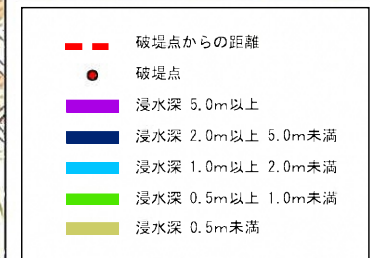 破堤点からの距離
破堤点
浸水深 5.0m以上
浸水深 2.0m以上 5.0m未満
浸水深 1.0m以上 2.0m未満
浸水深 0.5m以上 1.0m未満
浸水深 0.5m未満